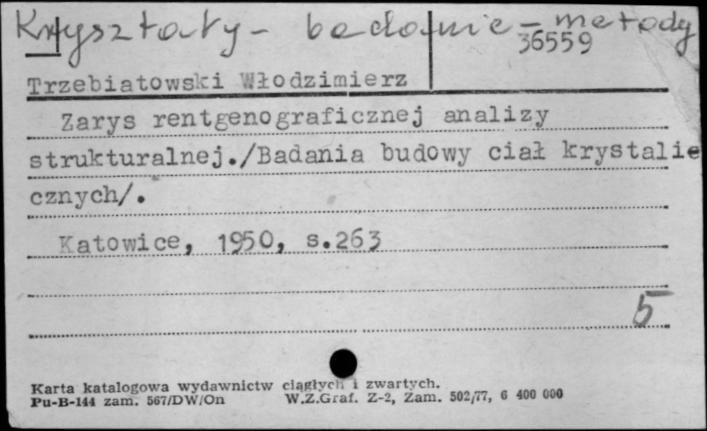 Kryształy - badanie - metody
36559
Trzebiatowski Włodzimierz
Zarys rentgenograficznej analizy
strukturalnej./Badania budowy ciał krystalie
cznych/.
Katowice, 1950, s.263
5
Karta katalogowa wydawnictw ciągłych i zwartych.
Pu-B-144 zam. 567/DW/On W.Z.Graf. Z-2, Zam. 502/77, 6 400 000